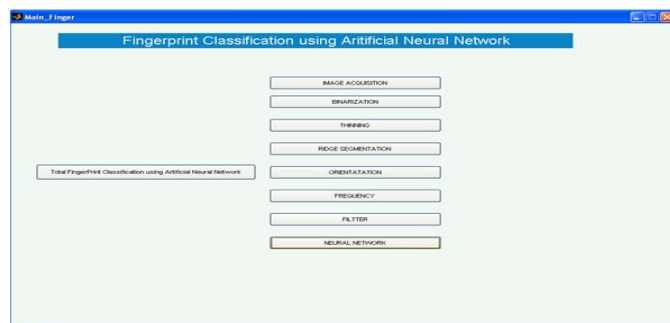 Main_Finger
Fingerprint Classification using Aritificial Neural Network
IMAGE ACQUISITION
BINARIZATION
THINNING
RIDGE SEGMENTATION
Total FingerPrint Classification using Artificial Neural Network
ORIENTATATION
FREQUENCY
FILTTER
NEURAL NETWORK